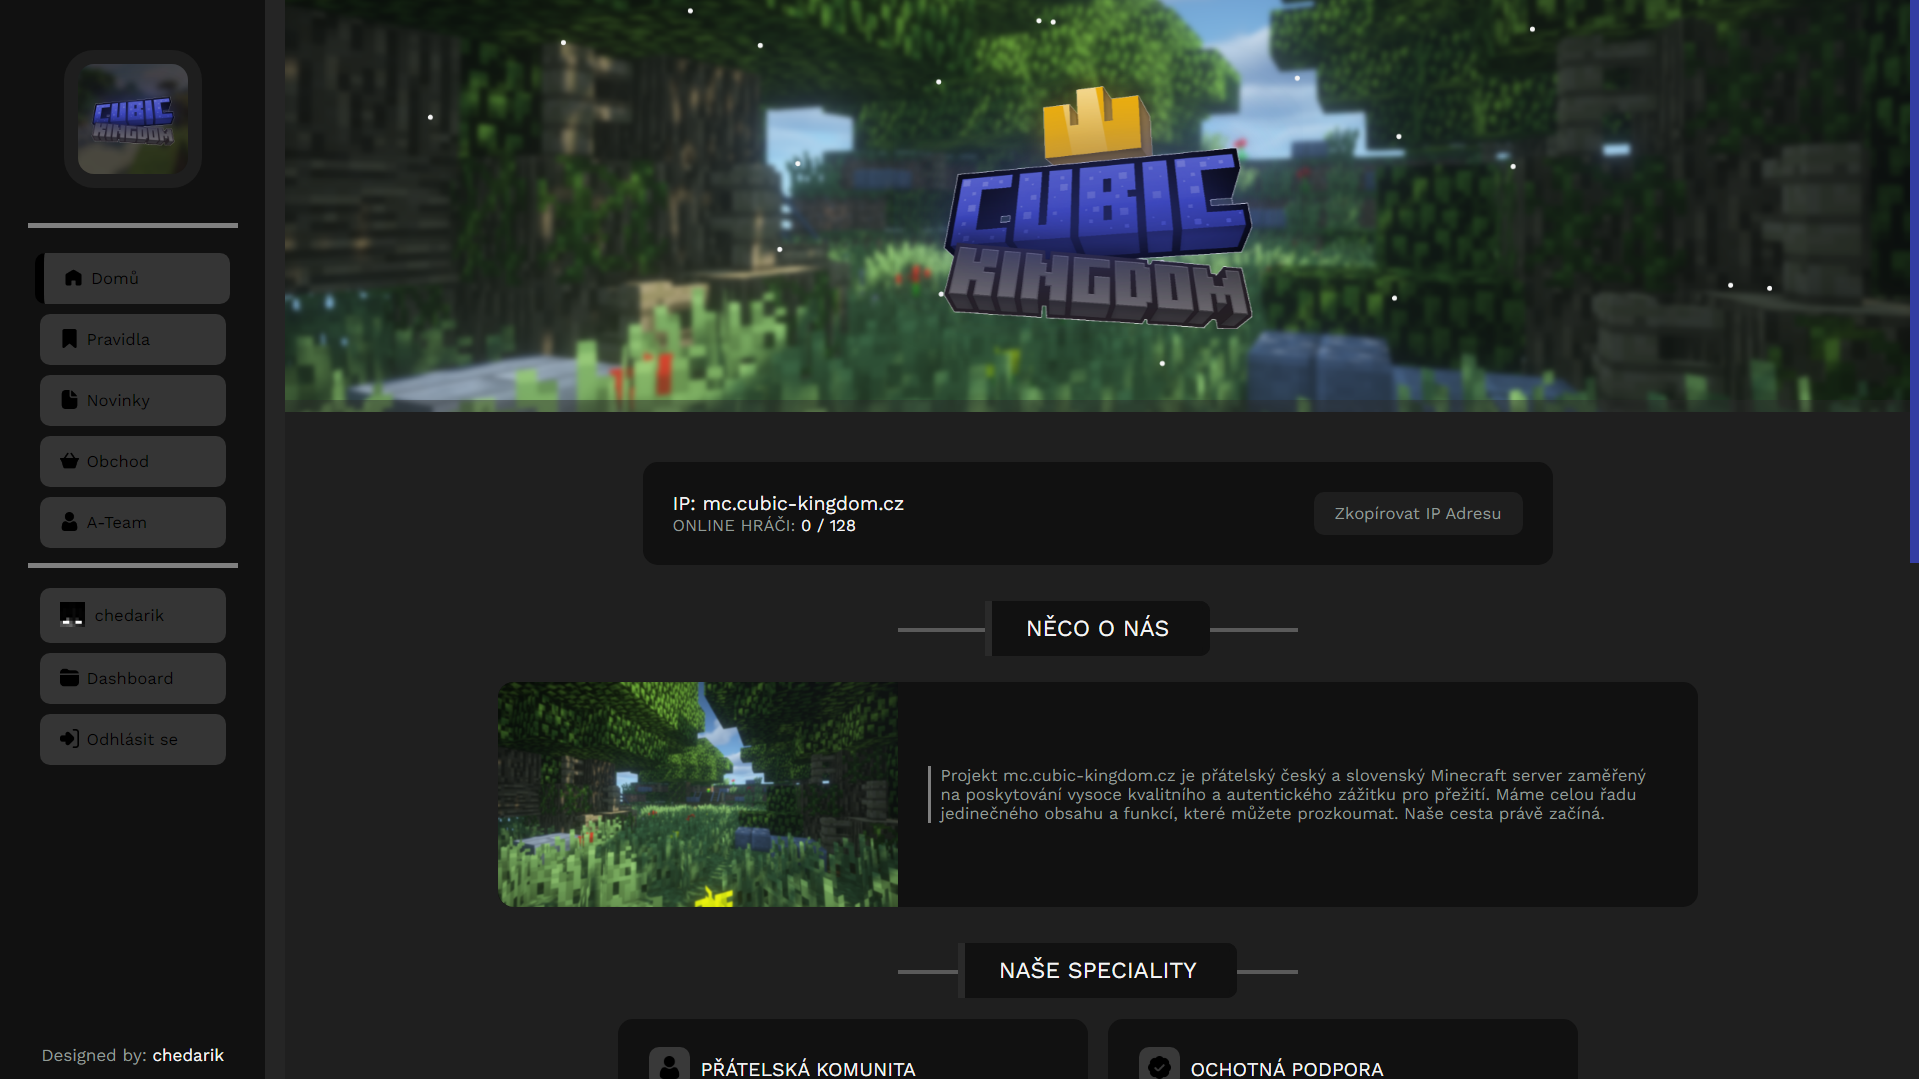 CUBIC
KINGDOM
Domů
Pravidla
Novinky
Obchod
A-Team
chedarik
Dashboard
Odhlásit se
Designed by: chedarik
CUBIC
KINGDOM
IP: mc.cubic-kingdom.cz
ONLINE HRÁČI: 0 / 128
Zkopírovat IP Adresu
NĚCO O NÁS
Projekt mc.cubic-kingdom.cz je přátelský český a slovenský Minecraft server zaměřený
na poskytování vysoce kvalitního a autentického zážitku pro přežití. Máme celou řadu
jedinečného obsahu a funkcí, které můžete prozkoumat. Naše cesta právě začíná.
NAŠE SPECIALITY
PŘÁTELSKÁ KOMUNITA
OCHOTNÁ PODPORA